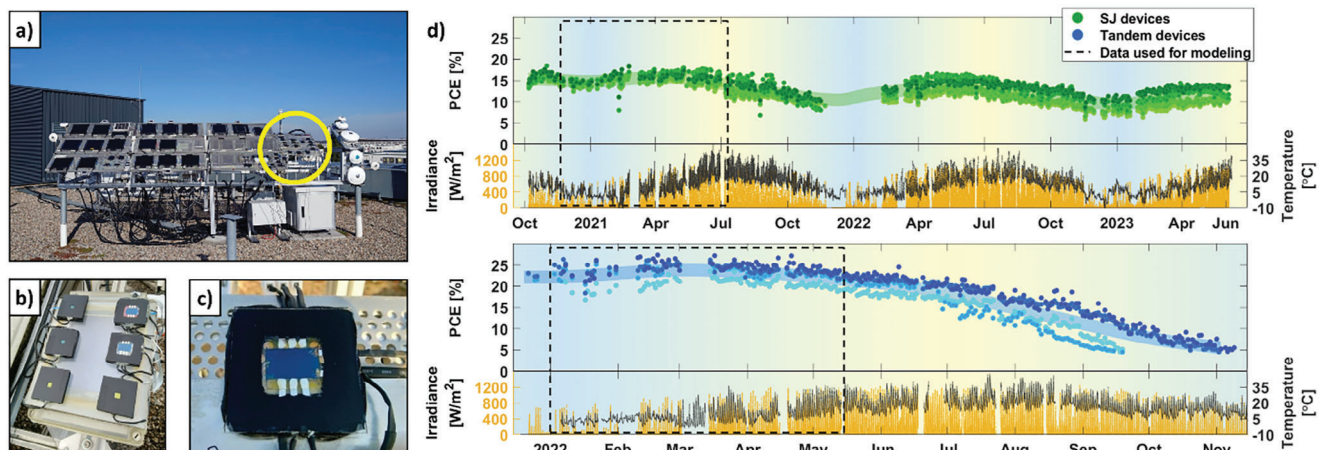 a)
b)
c)
d)
SJ devices
Tandem devices
Data used for modeling
PCE [%]
25
20
15
10
5
0
Irradiance
[W/m²]
1200
800
400
0
Temperature
[°C]
35
20
5
-10
Oct 2021 Apr Jul Oct 2022 Apr Jul Oct 2023 Apr Jun
PCE [%]
25
20
15
10
5
0
Irradiance
[W/m²]
1200
800
400
0
Temperature
[°C]
35
20
5
-10
2022 Feb Mar Apr May Jun Jul Aug Sep Oct Nov